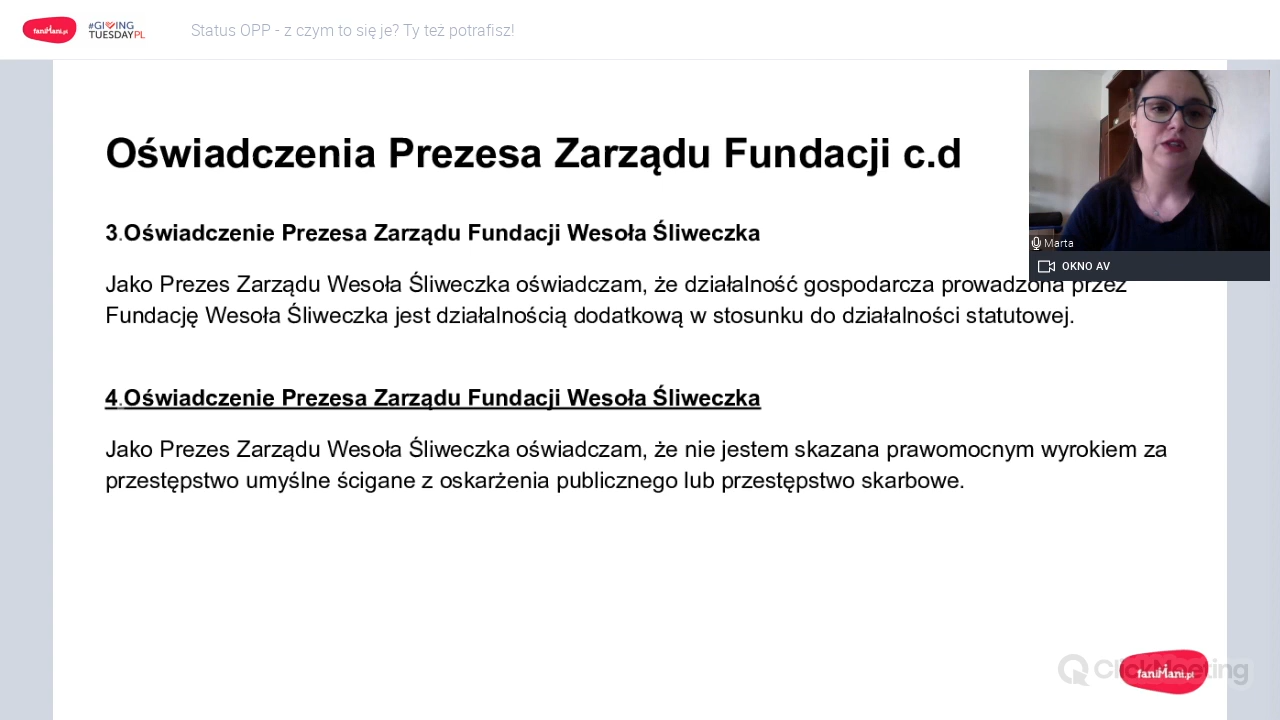 faniMani.pl
#GIVING
TUESDAYPL
Status OPP - z czym to się je? Ty też potrafisz!
Oświadczenia Prezesa Zarządu Fundacji c.d
Marta
OKNO AV
3.Oświadczenie Prezesa Zarządu Fundacji Wesoła Śliweczka
Jako Prezes Zarządu Wesoła Śliweczka oświadczam, że działalność gospodarcza prowadzona przez
Fundację Wesoła Śliweczka jest działalnością dodatkową w stosunku do działalności statutowej.
4.Oświadczenie Prezesa Zarządu Fundacji Wesoła Śliweczka
Jako Prezes Zarządu Wesoła Śliweczka oświadczam, że nie jestem skazana prawomocnym wyrokiem za
przestępstwo umyślne ścigane z oskarżenia publicznego lub przestępstwo skarbowe.
ClickMeeting
faniMani.pl